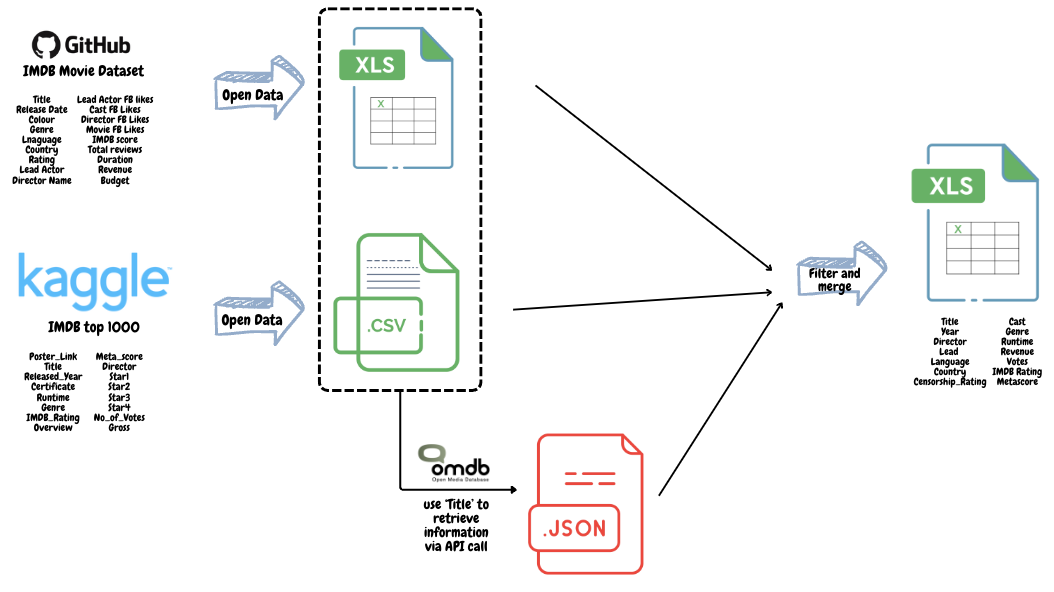 GitHub
IMDB Movie Dataset
Title
Release Date
Colour
Genre
Lnaguage
Country
Rating
Lead Actor
Director Name
Lead Actor FB likes
Cast FB Likes
Director FB Likes
Movie FB Likes
IMDB score
Total reviews
Duration
Revenue
Budget
Open Data
XLS
X
kaggle
IMDB top 1000
Poster_Link
Title
Released_Year
Certificate
Runtime
Genre
IMDB_Rating
Overview
Meta_score
Director
Star1
Star2
Star3
Star4
No_of_Votes
Gross
Open Data
.CSV
omdb
Open Media Database
use 'Title' to
retrieve
information
via API call
.JSON
Filter and
merge
XLS
X
Title
Year
Director
Lead
Language
Country
Censorship_Rating
Cast
Genre
Runtime
Revenue
Votes
IMDB Rating
Metascore